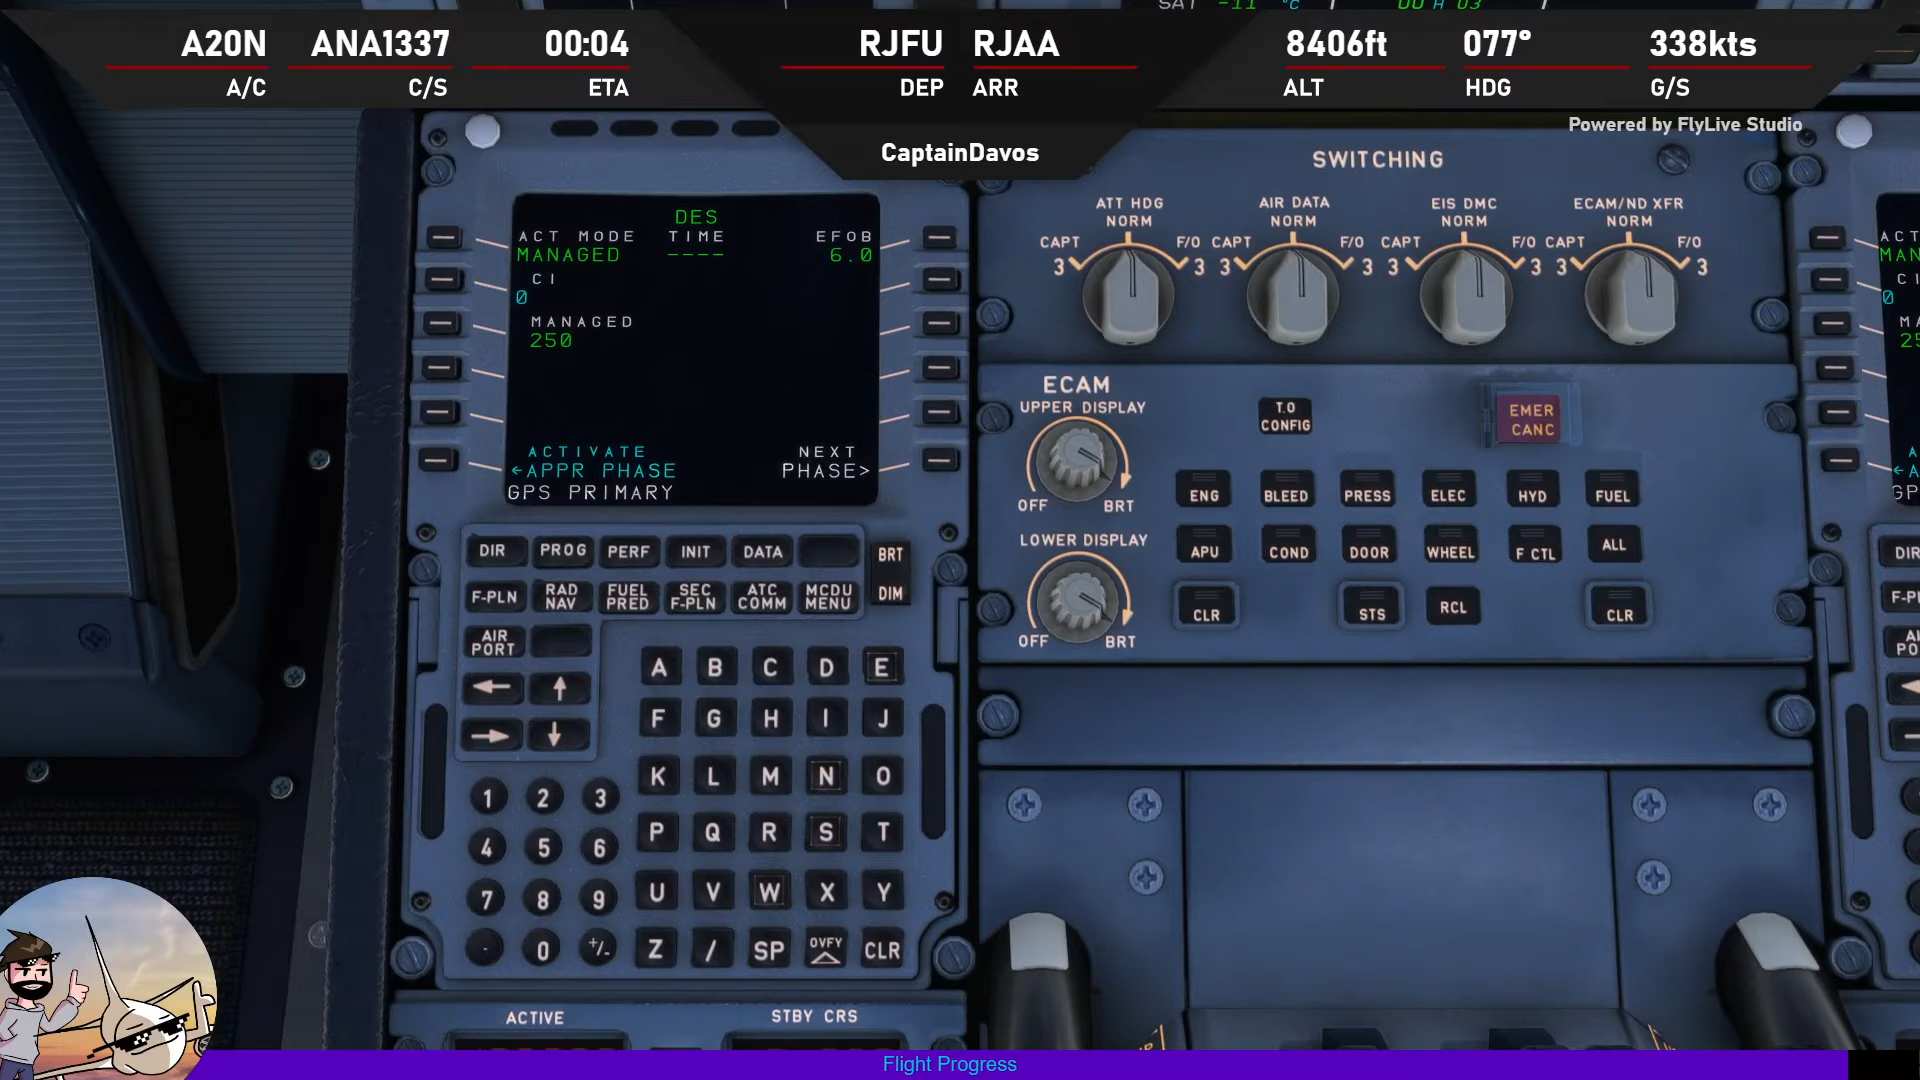 SAT -11 °C
00 H 03
A20N ANA1337 00:04 RJFU RJAA 8406ft 077° 338kts
A/C C/S ETA DEP ARR ALT HDG G/S
Powered by FlyLive Studio
CaptainDavos
DES
ACT MODE TIME EFOB
MANAGED ---- 6.0
CI
0
MANAGED
250
ACTIVATE NEXT
←APPR PHASE PHASE>
GPS PRIMARY
SWITCHING
ATT HDG AIR DATA EIS DMC ECAM/ND XFR
NORM NORM NORM NORM
CAPT F/O CAPT F/O CAPT F/O CAPT F/O
3 3 3 3 3 3 3 3
ECAM
UPPER DISPLAY
OFF BRT
LOWER DISPLAY
OFF BRT
T.O
CONFIG
EMER
CANC
ENG BLEED PRESS ELEC HYD FUEL
APU COND DOOR WHEEL F CTL ALL
CLR STS RCL CLR
DIR PROG PERF INIT DATA BRT
F-PLN RAD NAV FUEL PRED SEC F-PLN ATC COMM MCDU MENU DIM
AIR PORT
← ↑
→ ↓
A B C D E
F G H I J
K L M N O
P Q R S T
U V W X Y
Z / SP OVFY CLR
1 2 3
4 5 6
7 8 9
. 0 +/-
ACTIVE STBY CRS
0
DIR
Flight Progress